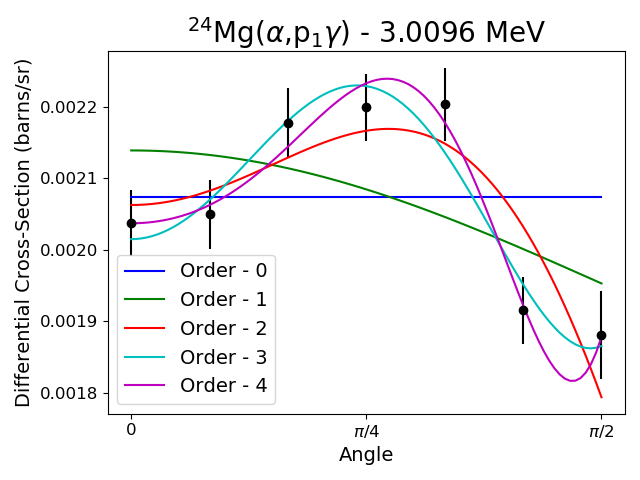 ²⁴Mg(α,p₁γ) - 3.0096 MeV
Differential Cross-Section (barns/sr)
0.0022
0.0021
0.0020
0.0019
0.0018
Order - 0
Order - 1
Order - 2
Order - 3
Order - 4
0 π/4 π/2
Angle